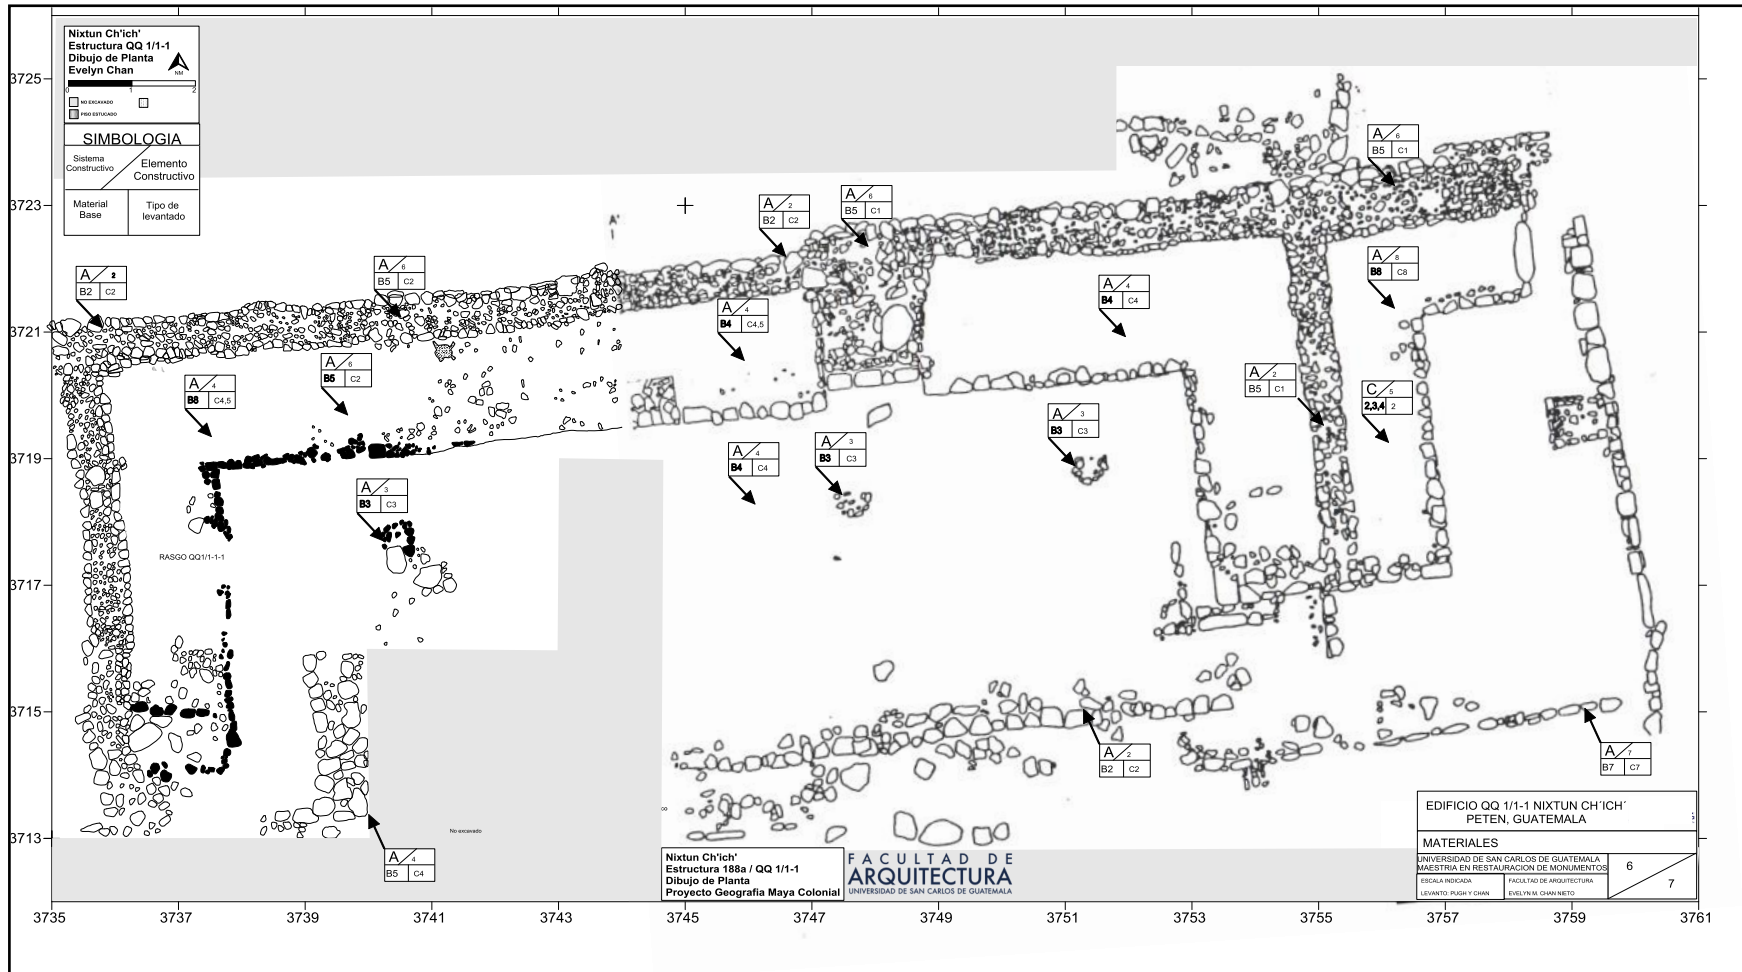 Nixtun Ch'ich'
Estructura QQ 1/1-1
Dibujo de Planta
Evelyn Chan
NM
0 1 2
NO EXCAVADO
PISO ESTUCADO
SIMBOLOGIA
Sistema
Constructivo
Elemento
Constructivo
Material
Base
Tipo de
levantado
3725
3723
3721
3719
3717
3715
3713
A 6
B5 C1
A 2
B2 C2
A 6
B5 C1
A'
A 2
B2 C2
A 6
B5 C2
A 8
B8 C8
A 4
B4 C4
A 4
B4 C4,5
A 6
B5 C2
A 4
B8 C4,5
A 2
B5 C1
C 5
2,3,4 2
A 3
B3 C3
A 3
B3 C3
A 4
B4 C4
A 3
B3 C3
RASGO QQ1/1-1-1
A 2
B2 C2
A 7
B7 C7
No excavado
A 4
B5 C4
Nixtun Ch'ich'
Estructura 188a / QQ 1/1-1
Dibujo de Planta
Proyecto Geografia Maya Colonial
FACULTAD DE
ARQUITECTURA
UNIVERSIDAD DE SAN CARLOS DE GUATEMALA
EDIFICIO QQ 1/1-1 NIXTUN CH´ICH´
PETEN, GUATEMALA
MATERIALES
UNIVERSIDAD DE SAN CARLOS DE GUATEMALA
MAESTRIA EN RESTAURACION DE MONUMENTOS
6
7
ESCALA INDICADA
FACULTAD DE ARQUITECTURA
LEVANTO: PUGH Y CHAN
EVELYN M. CHAN NIETO
3735 3737 3739 3741 3743 3745 3747 3749 3751 3753 3755 3757 3759 3761